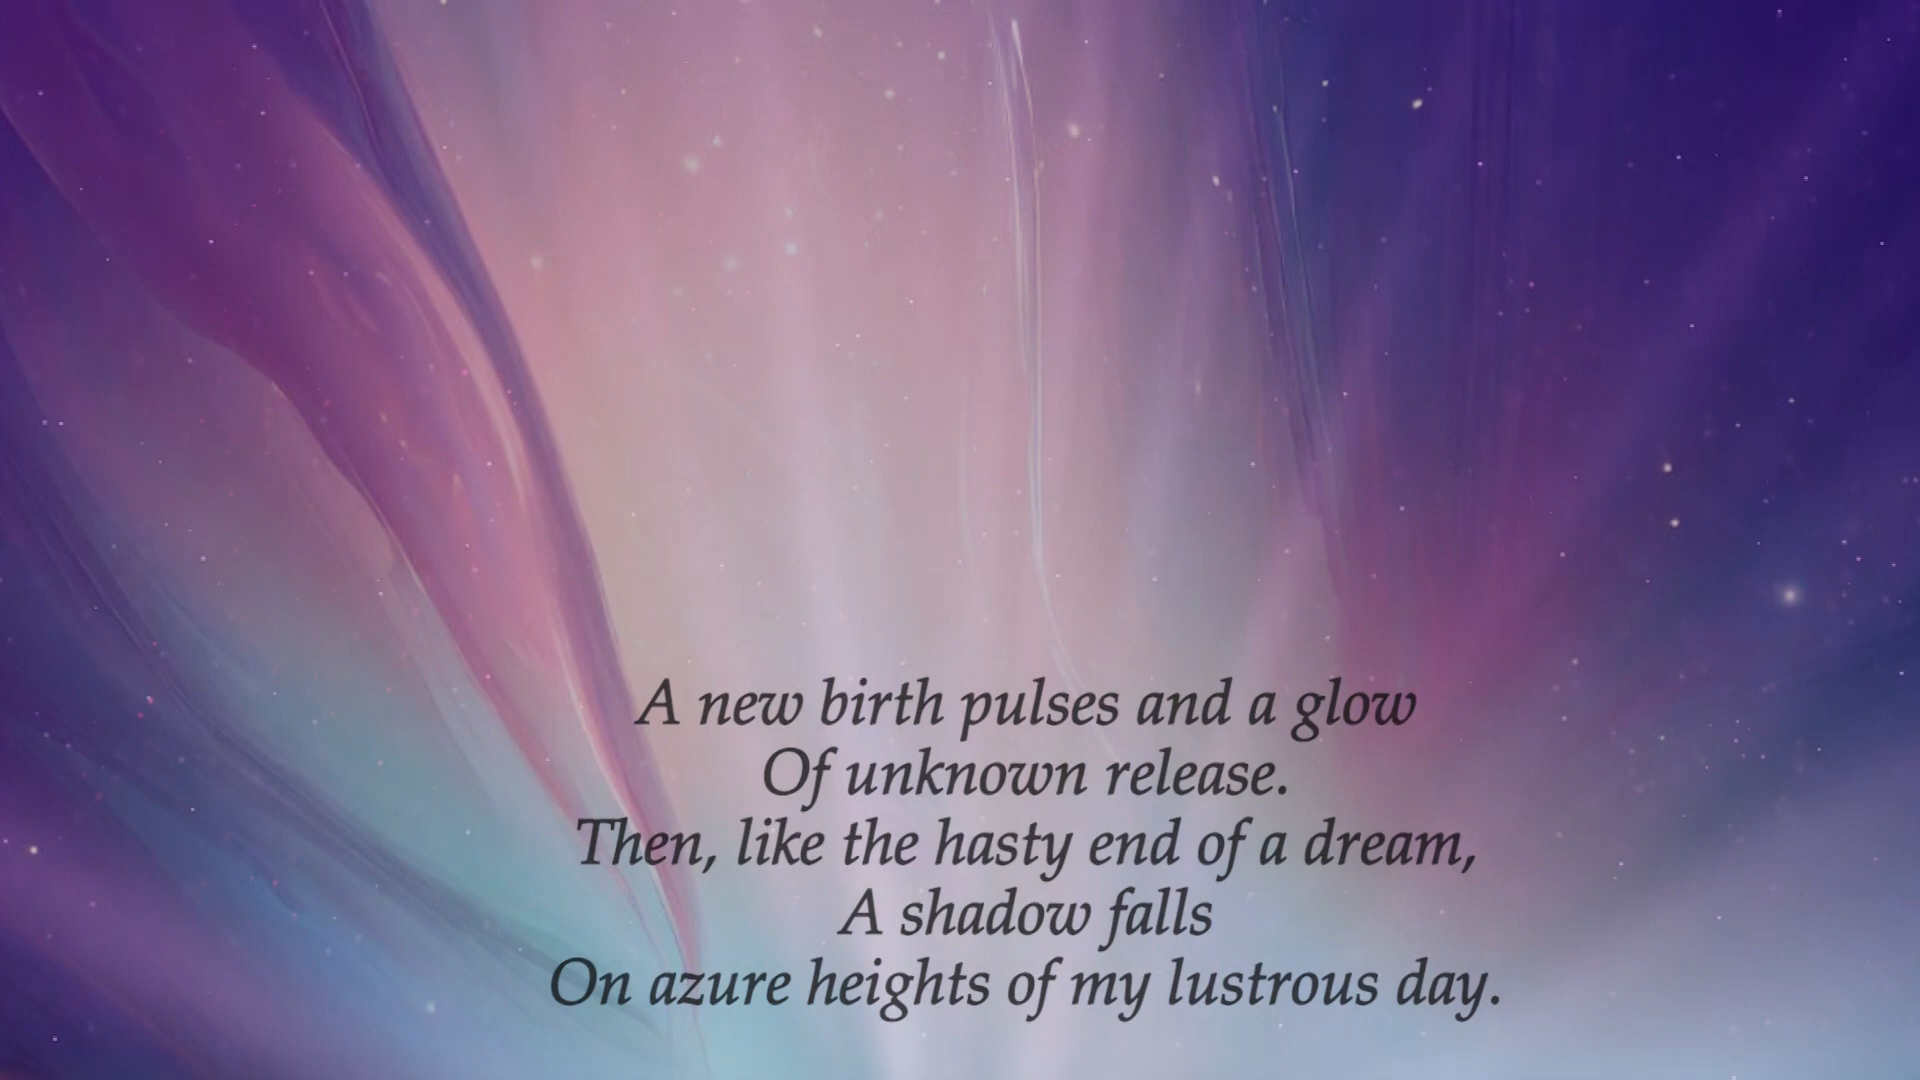 A new birth pulses and a glow
Of unknown release.
Then, like the hasty end of a dream,
A shadow falls
On azure heights of my lustrous day.